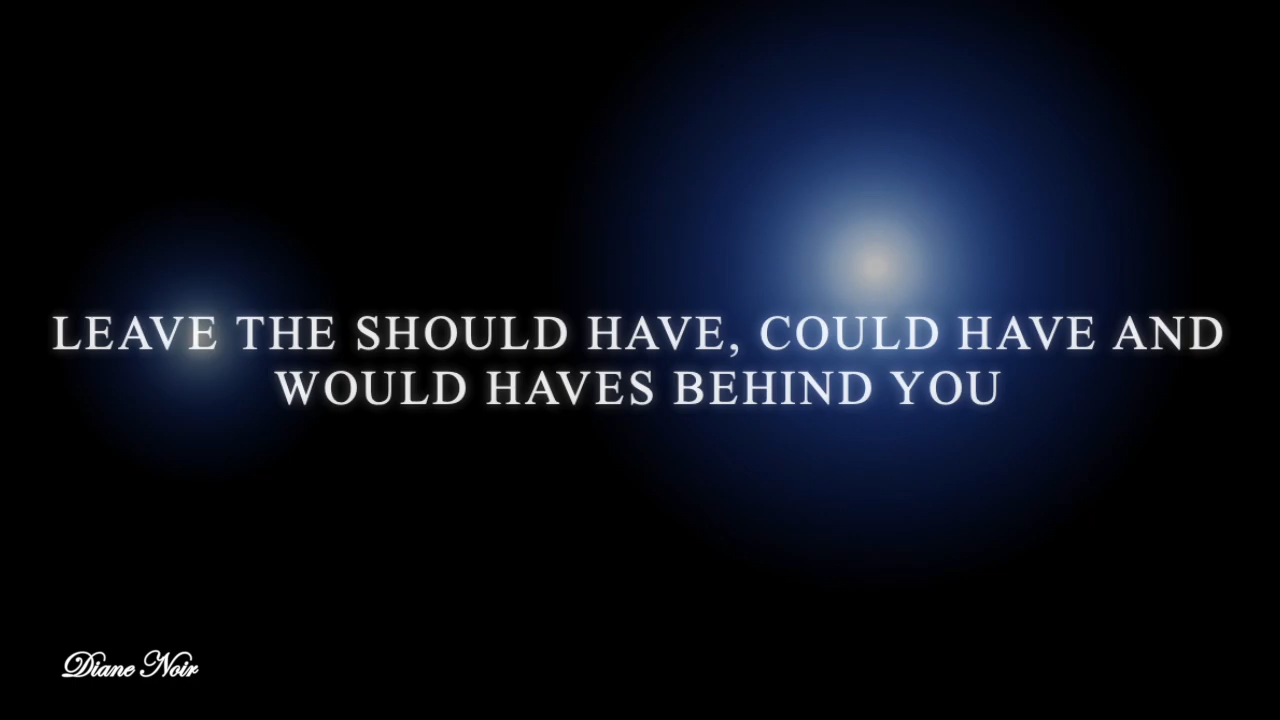 LEAVE THE SHOULD HAVE, COULD HAVE AND
WOULD HAVES BEHIND YOU
Diane Noir